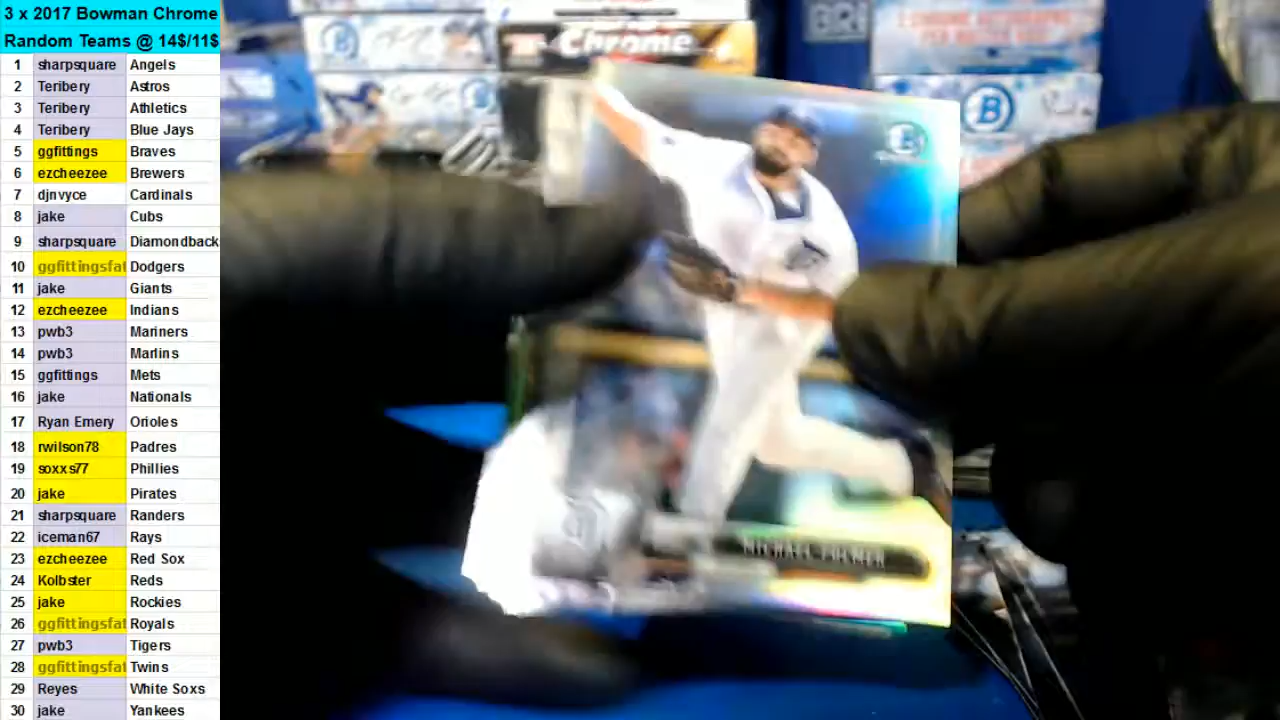 3 x 2017 Bowman Chrome
Random Teams @ 14$/11$
1 sharpsquare Angels
2 Teribery Astros
3 Teribery Athletics
4 Teribery Blue Jays
5 ggfittings Braves
6 ezcheezee Brewers
7 djnvyce Cardinals
8 jake Cubs
9 sharpsquare Diamondback
10 ggfittingsfat Dodgers
11 jake Giants
12 ezcheezee Indians
13 pwb3 Mariners
14 pwb3 Marlins
15 ggfittings Mets
16 jake Nationals
17 Ryan Emery Orioles
18 rwilson78 Padres
19 soxxs77 Phillies
20 jake Pirates
21 sharpsquare Randers
22 iceman67 Rays
23 ezcheezee Red Sox
24 Kolbster Reds
25 jake Rockies
26 ggfittingsfat Royals
27 pwb3 Tigers
28 ggfittingsfat Twins
29 Reyes White Soxs
30 jake Yankees
Chrome
BRI
B
MICHAEL FULMER